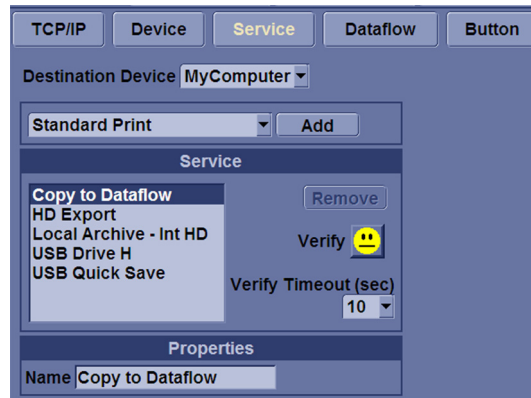 TCP/IP Device Service Dataflow Button
Destination Device MyComputer
Standard Print Add
Service
Copy to Dataflow
HD Export
Local Archive - Int HD
USB Drive H
USB Quick Save
Remove
Verify
Verify Timeout (sec)
10
Properties
Name Copy to Dataflow